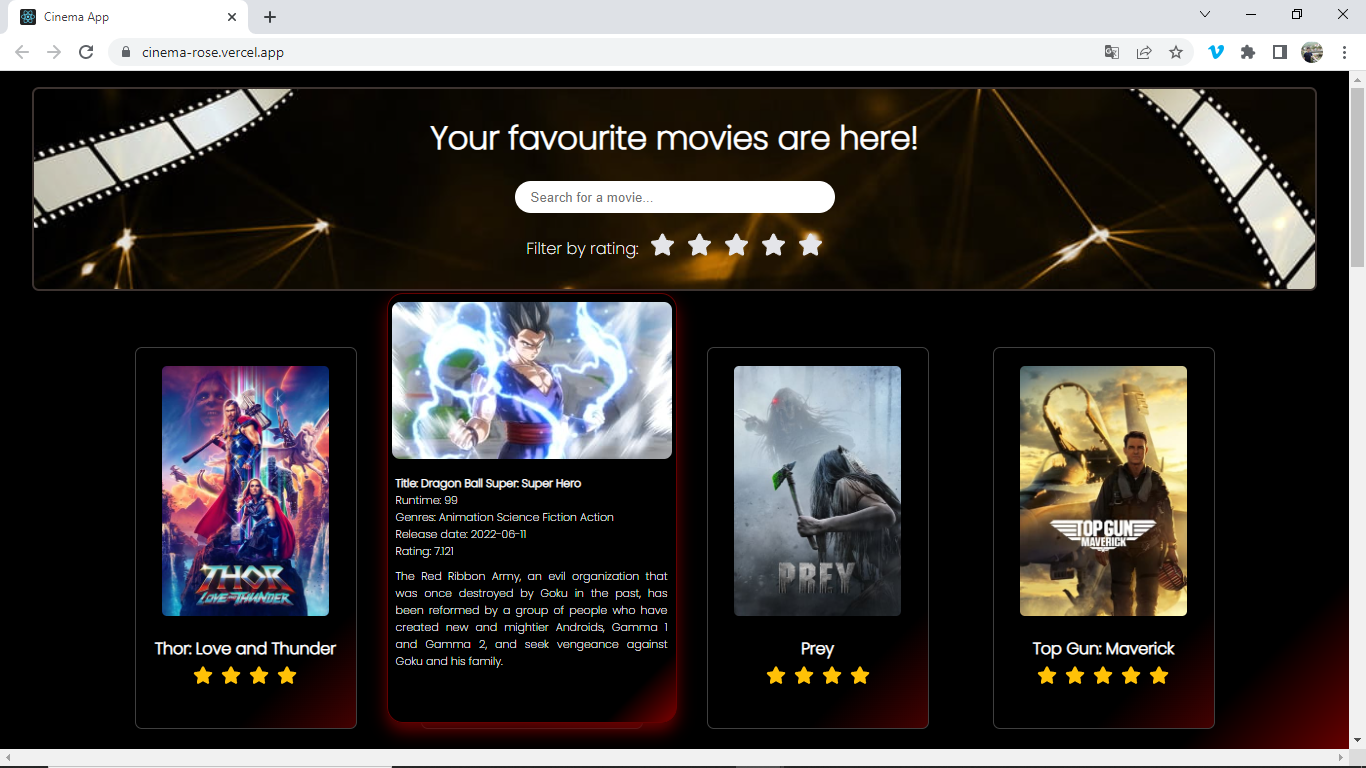 Cinema App
cinema-rose.vercel.app
Your favourite movies are here!
Search for a movie...
Filter by rating:
THOR
LOVE AND THUNDER
Thor: Love and Thunder
Title: Dragon Ball Super: Super Hero
Runtime: 99
Genres: Animation Science Fiction Action
Release date: 2022-06-11
Rating: 7.121
The Red Ribbon Army, an evil organization that
was once destroyed by Goku in the past, has
been reformed by a group of people who have
created new and mightier Androids, Gamma 1
and Gamma 2, and seek vengeance against
Goku and his family.
PREY
Prey
TOP GUN
MAVERICK
Top Gun: Maverick